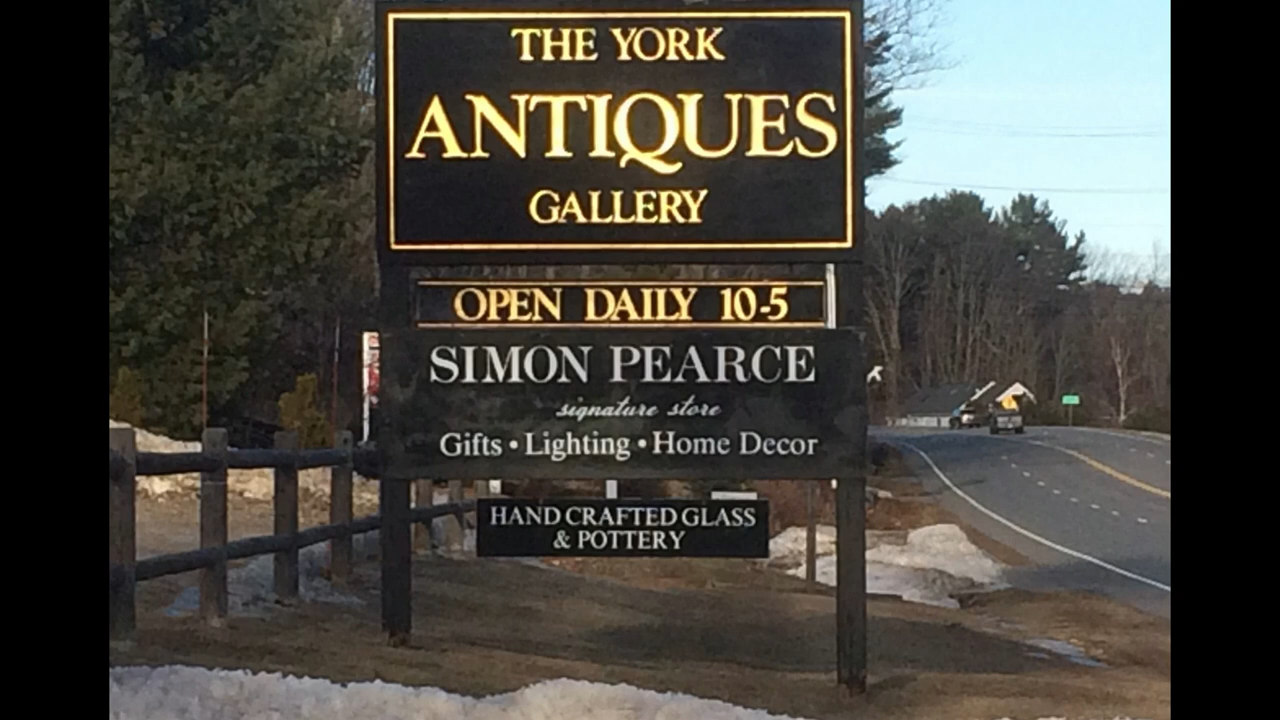 THE YORK
ANTIQUES
GALLERY
OPEN DAILY 10-5
SIMON PEARCE
signature store
Gifts • Lighting • Home Decor
HAND CRAFTED GLASS
& POTTERY